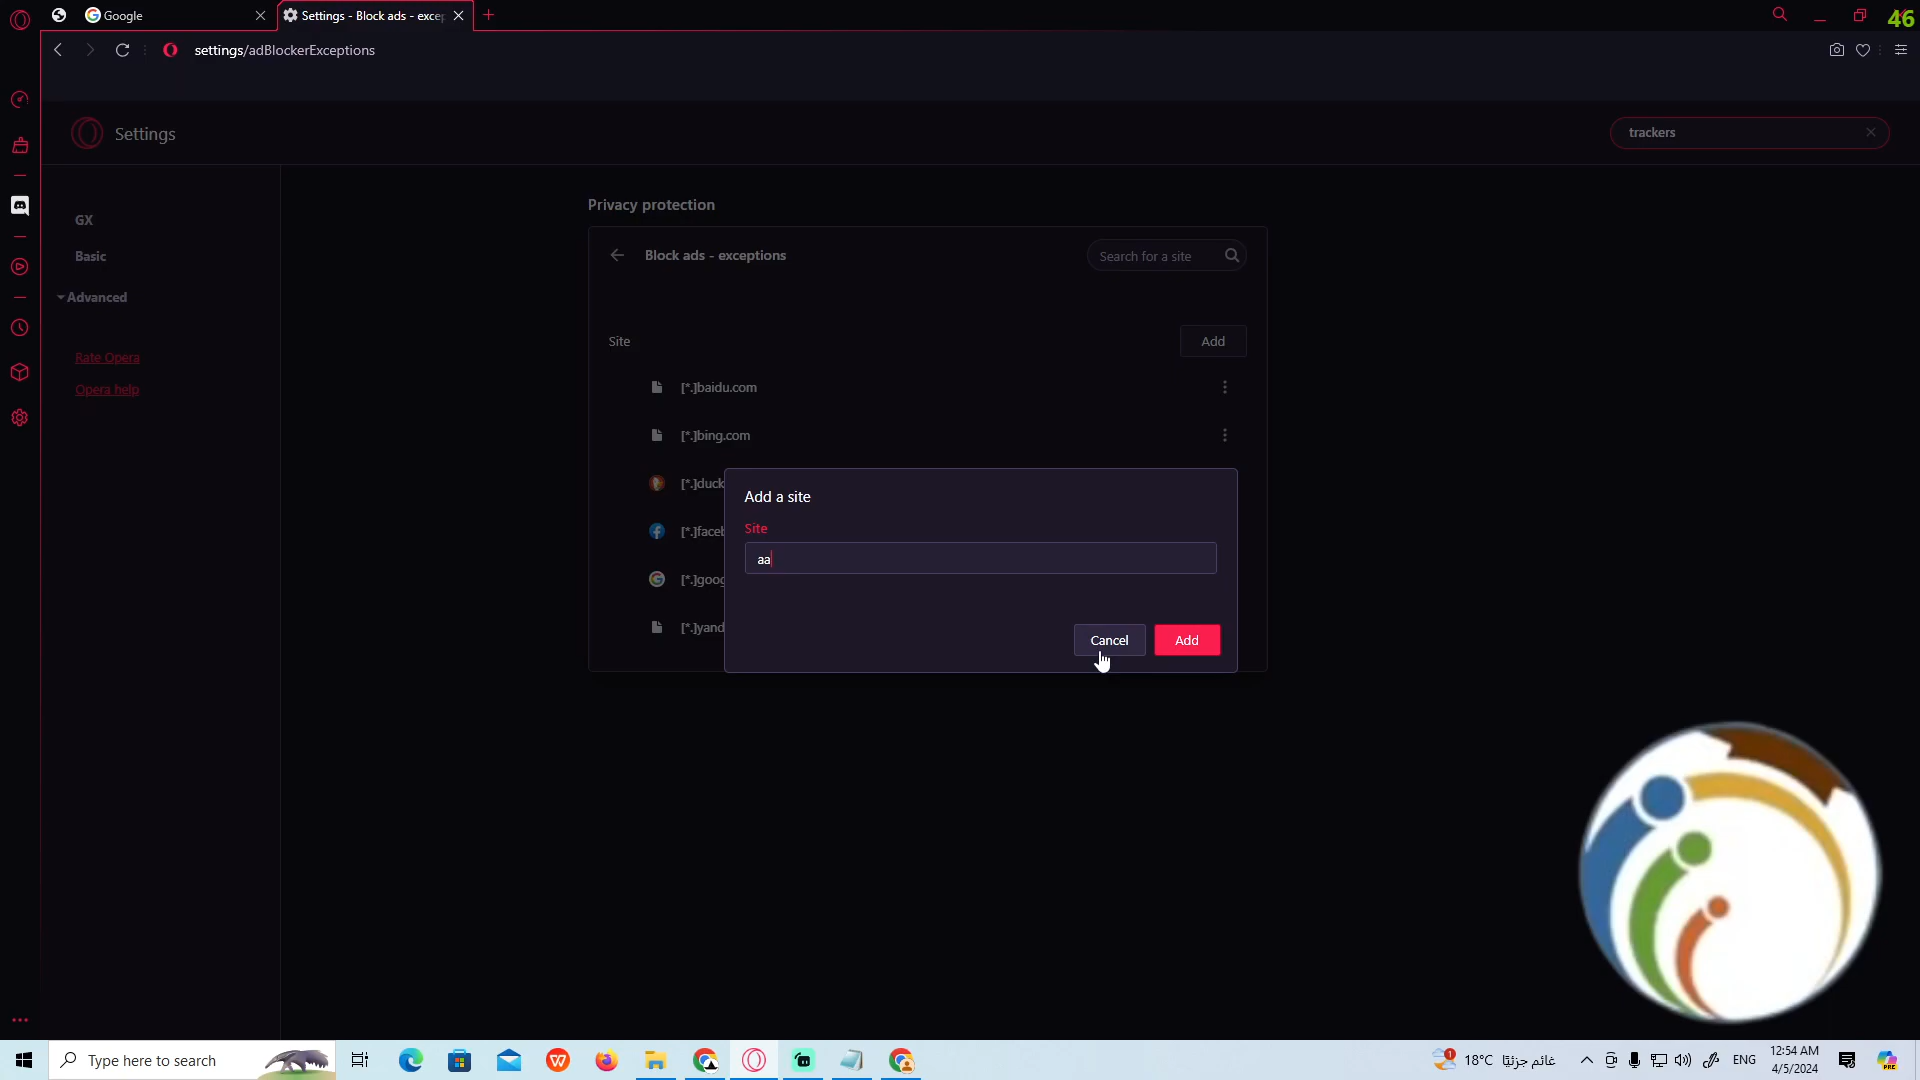 Google
Settings - Block ads - excep
46
settings/adBlockerExceptions
Settings
trackers
GX
Basic
Advanced
Rate Opera
Opera help
Privacy protection
Block ads - exceptions
Search for a site
Site
Add
[*.]baidu.com
[*.]bing.com
[*.]duck
[*.]faceb
[*.]goog
[*.]yand
Add a site
Site
aa
Cancel
Add
Type here to search
1
18°C
غائم جزئيًا
ENG
12:54 AM
4/5/2024
PRE